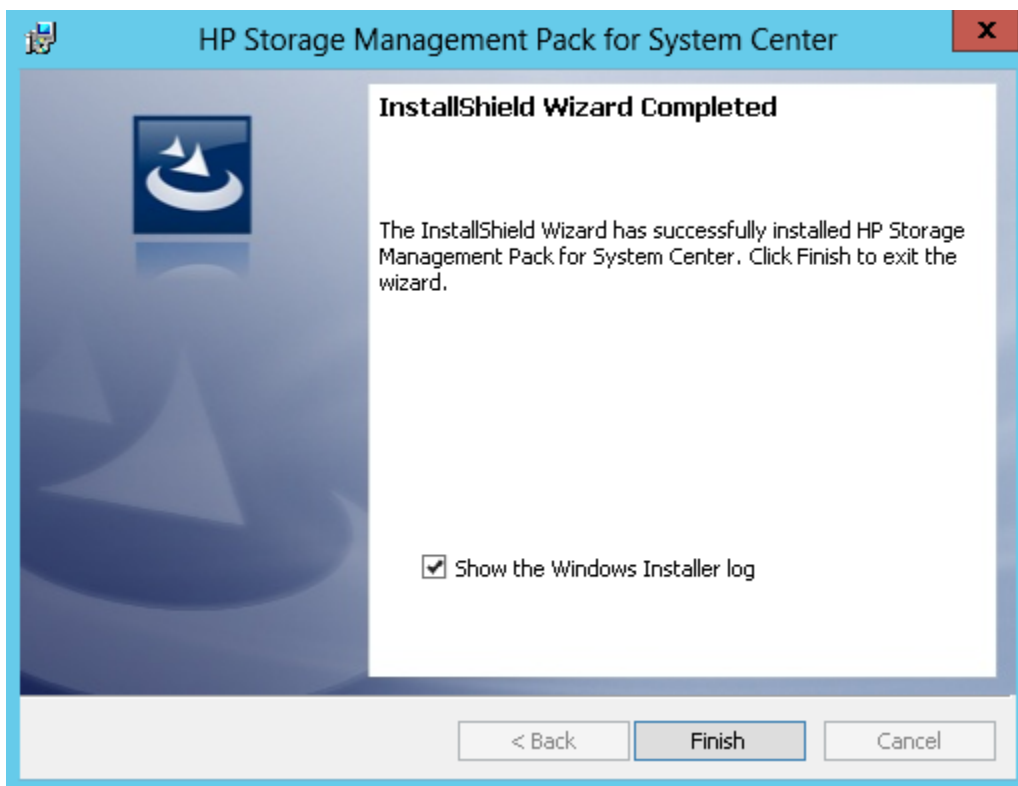 HP Storage Management Pack for System Center
x
InstallShield Wizard Completed
The InstallShield Wizard has successfully installed HP Storage
Management Pack for System Center. Click Finish to exit the
wizard.
Show the Windows Installer log
< Back
Finish
Cancel